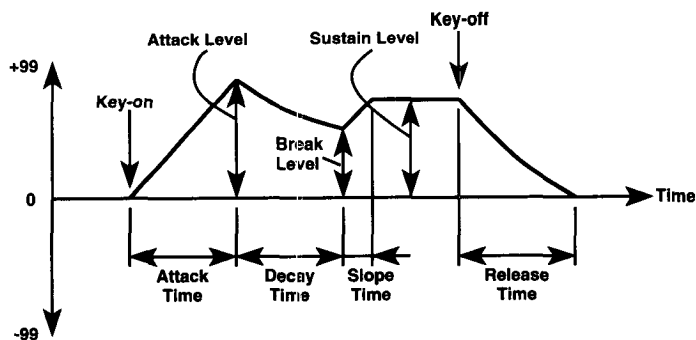 Key-off
Attack Level
Sustain Level
+99
Key-on
Break
Level
0
Time
Attack
Time
Decay
Time
Slope
Time
Release
Time
-99